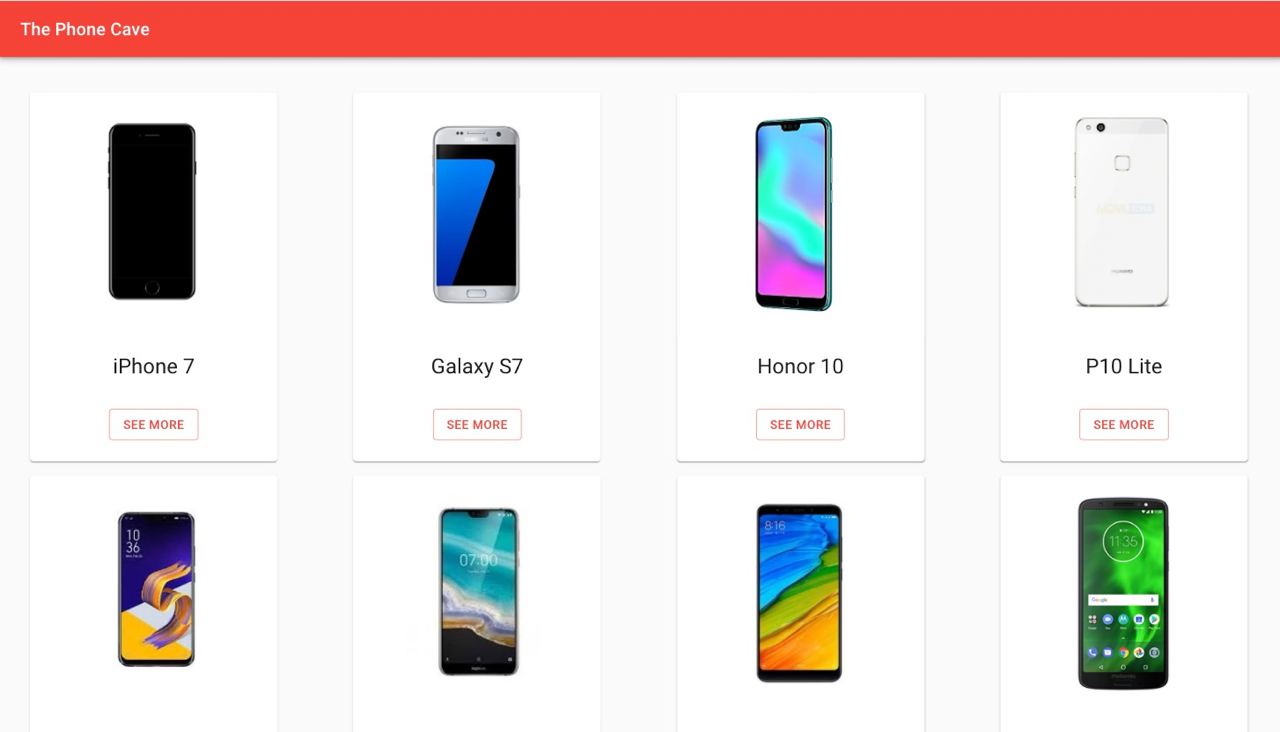 The Phone Cave
iPhone 7
Galaxy S7
Honor 10
P10 Lite
SEE MORE
SEE MORE
SEE MORE
SEE MORE
10
36
07:00
8:16
11:35
Google